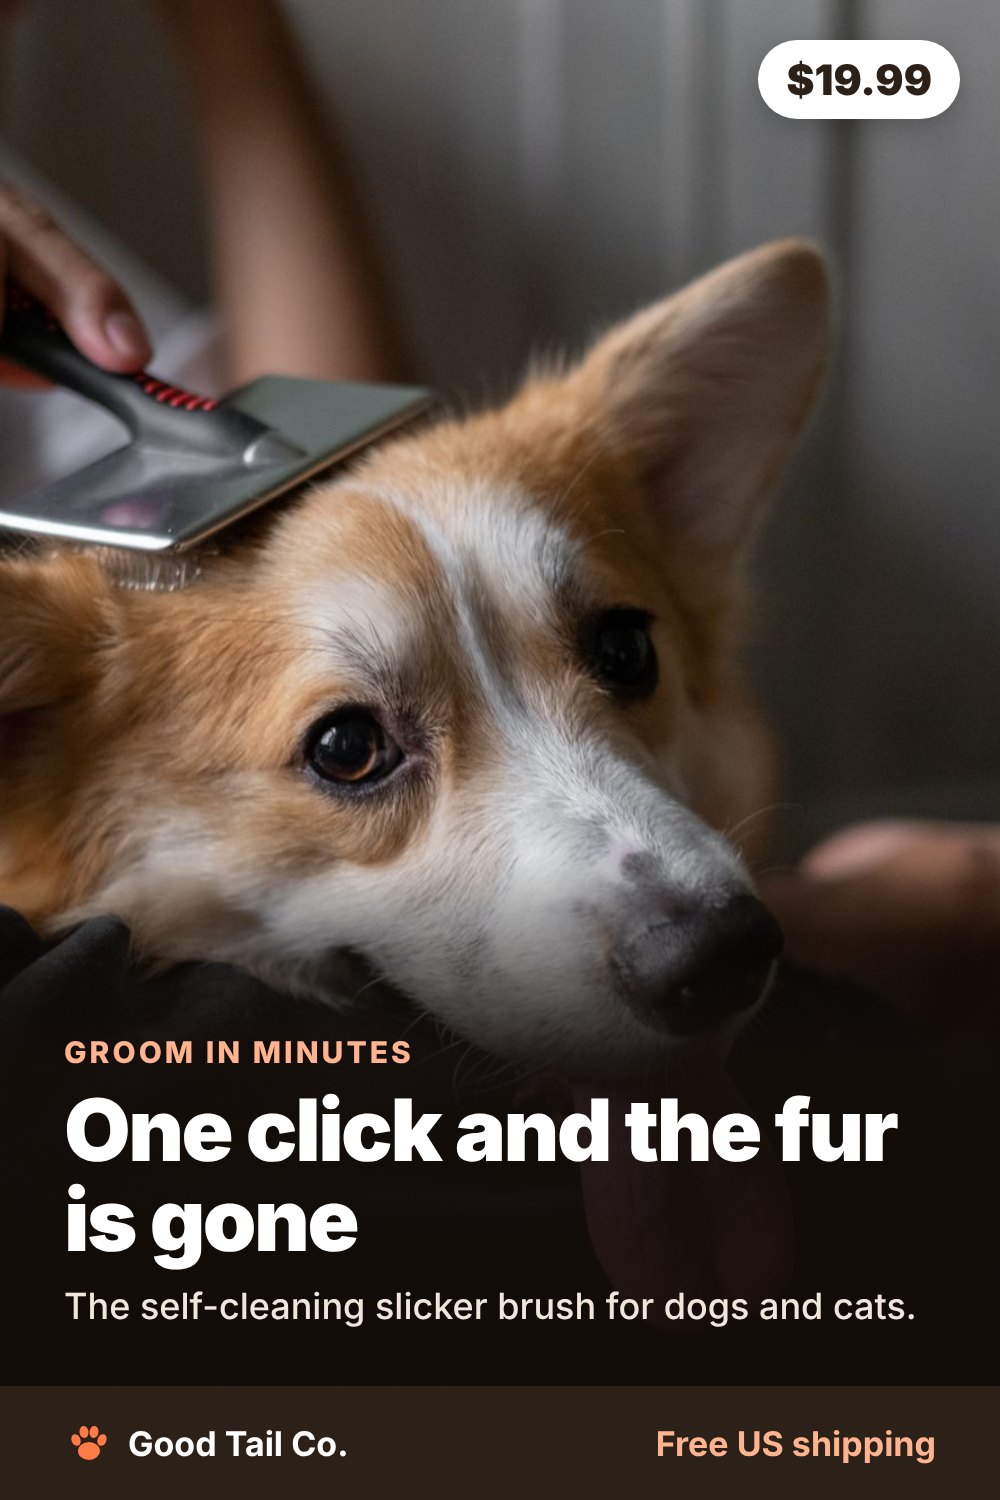 $19.99
GROOM IN MINUTES
One click and the fur
is gone
The self-cleaning slicker brush for dogs and cats.
Good Tail Co.
Free US shipping